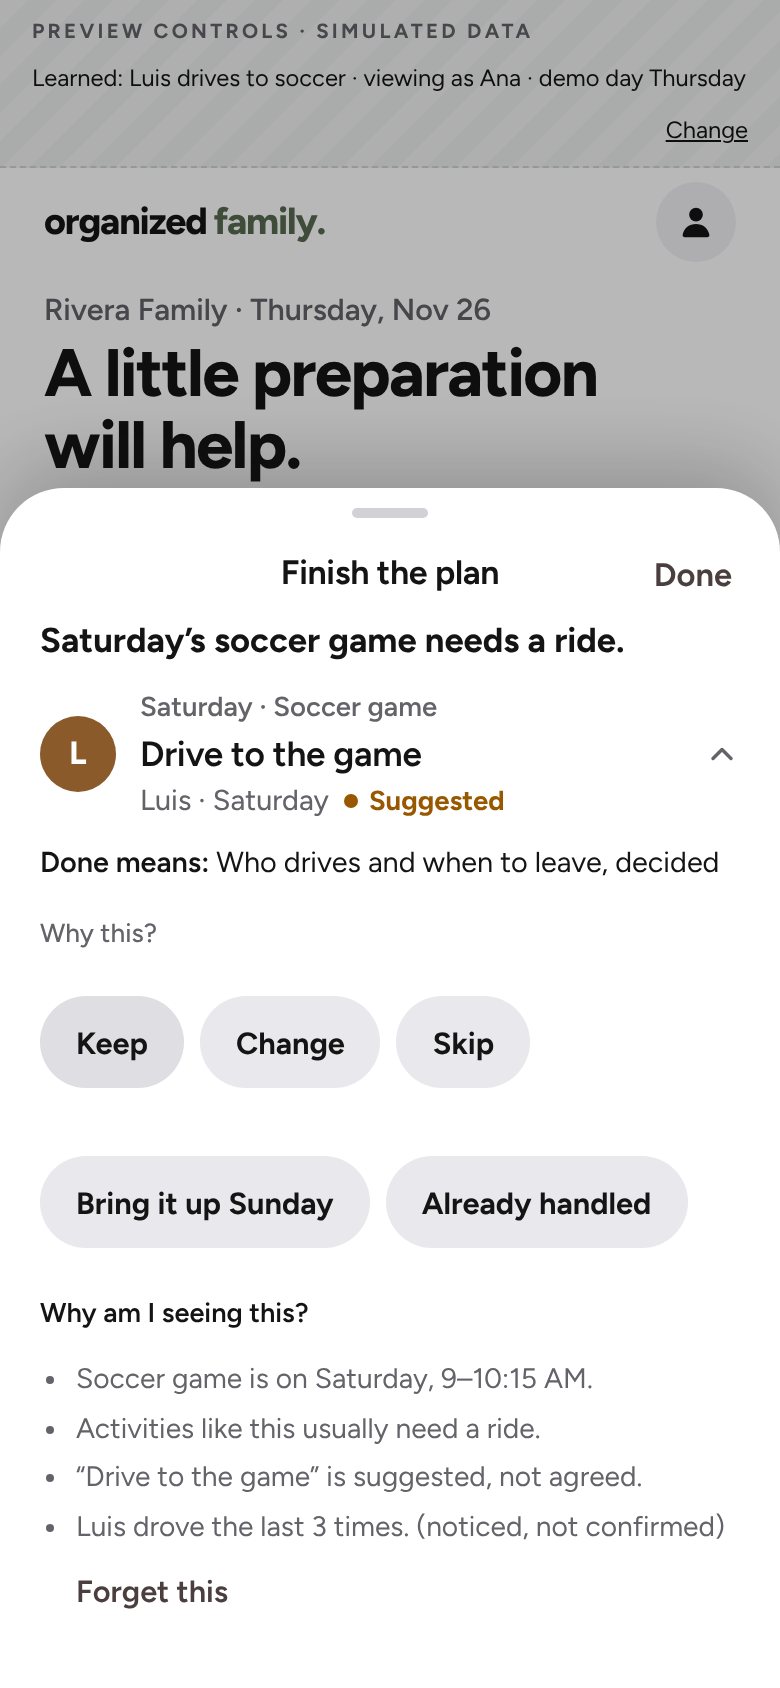 PREVIEW CONTROLS · SIMULATED DATA
Learned: Luis drives to soccer · viewing as Ana · demo day Thursday
Change
organized family.
Rivera Family · Thursday, Nov 26
A little preparation
will help.
Finish the plan
Done
Saturday’s soccer game needs a ride.
Saturday · Soccer game
L
Drive to the game
Luis · Saturday ● Suggested
Done means: Who drives and when to leave, decided
Why this?
Keep
Change
Skip
Bring it up Sunday
Already handled
Why am I seeing this?
• Soccer game is on Saturday, 9–10:15 AM.
• Activities like this usually need a ride.
• “Drive to the game” is suggested, not agreed.
• Luis drove the last 3 times. (noticed, not confirmed)
Forget this